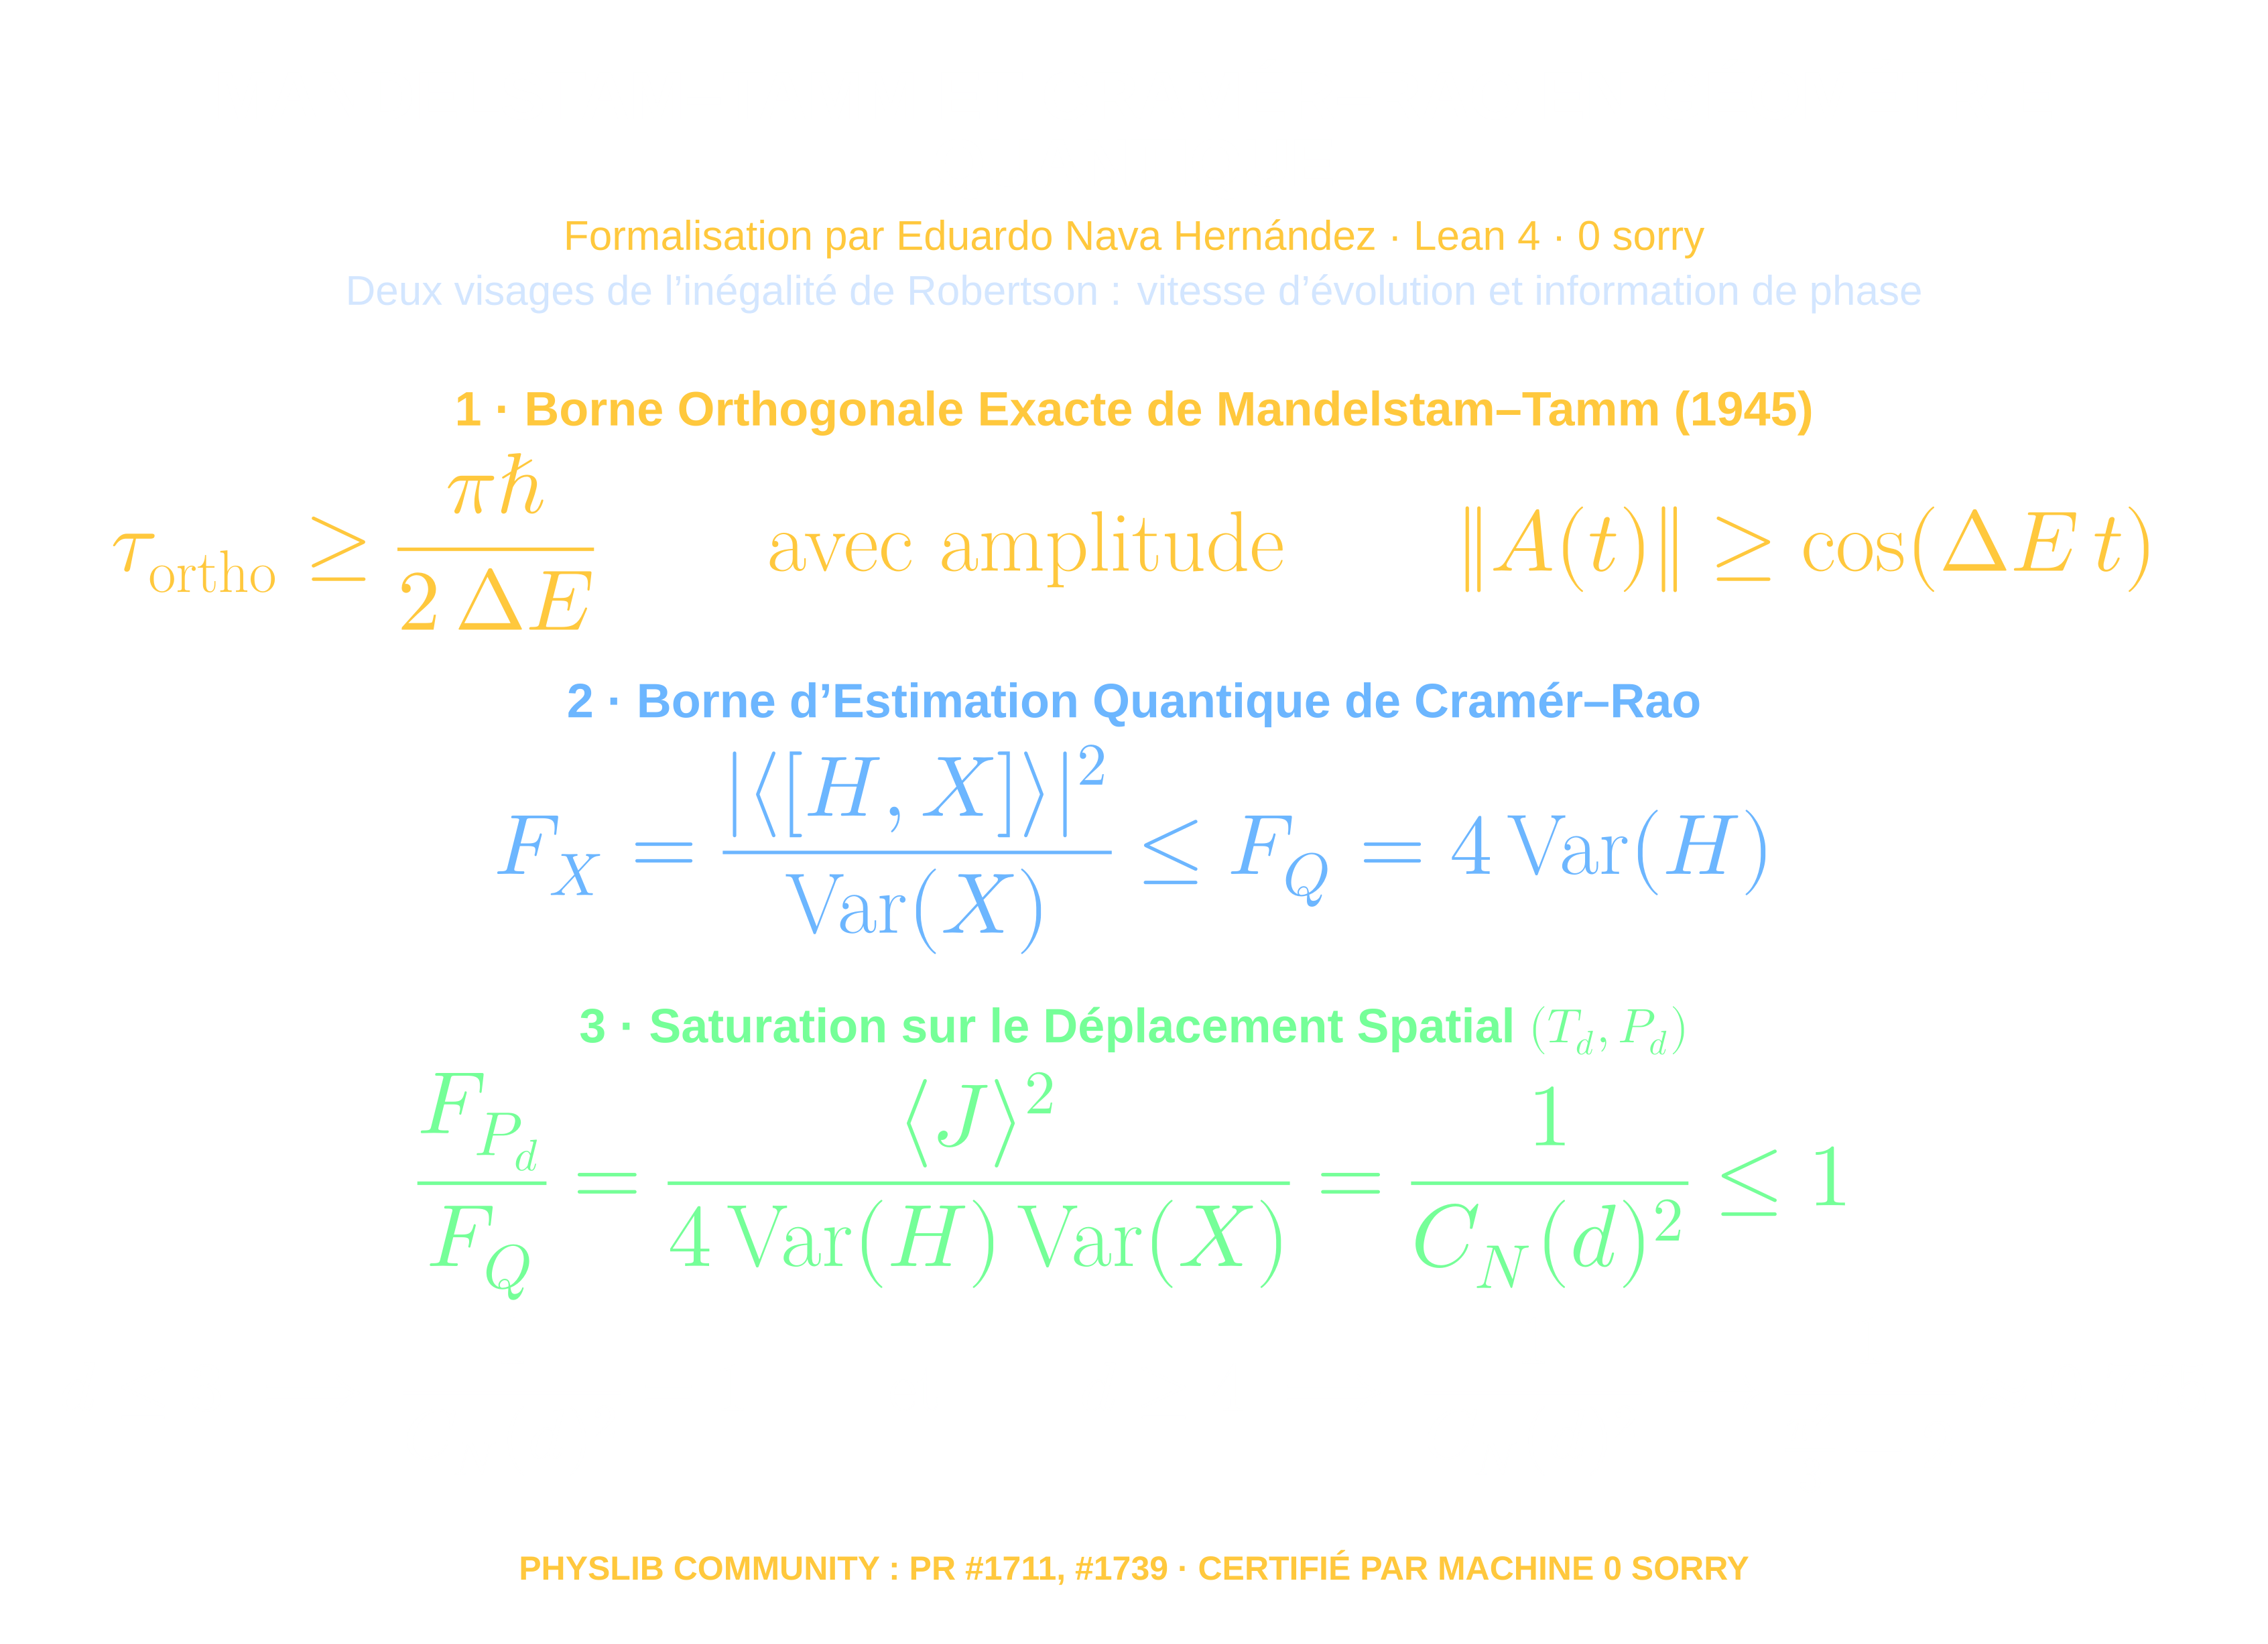 Formalisation par Eduardo Nava Hernández · Lean 4 · 0 sorry
Deux visages de l’inégalité de Robertson : vitesse d’évolution et information de phase
1 · Borne Orthogonale Exacte de Mandelstam–Tamm (1945)
τ_ortho ≥ πℏ / (2 ΔE) avec amplitude ‖A(t)‖ ≥ cos(ΔE t)
2 · Borne d’Estimation Quantique de Cramér–Rao
F_X = |⟨[H, X]⟩|² / Var(X) ≤ F_Q = 4 Var(H)
3 · Saturation sur le Déplacement Spatial (T_d, P_d)
F_{P_d} / F_Q = ⟨J⟩² / (4 Var(H) Var(X)) = 1 / C_N(d)² ≤ 1
PHYSLIB COMMUNITY : PR #1711, #1739 · CERTIFIÉ PAR MACHINE 0 SORRY